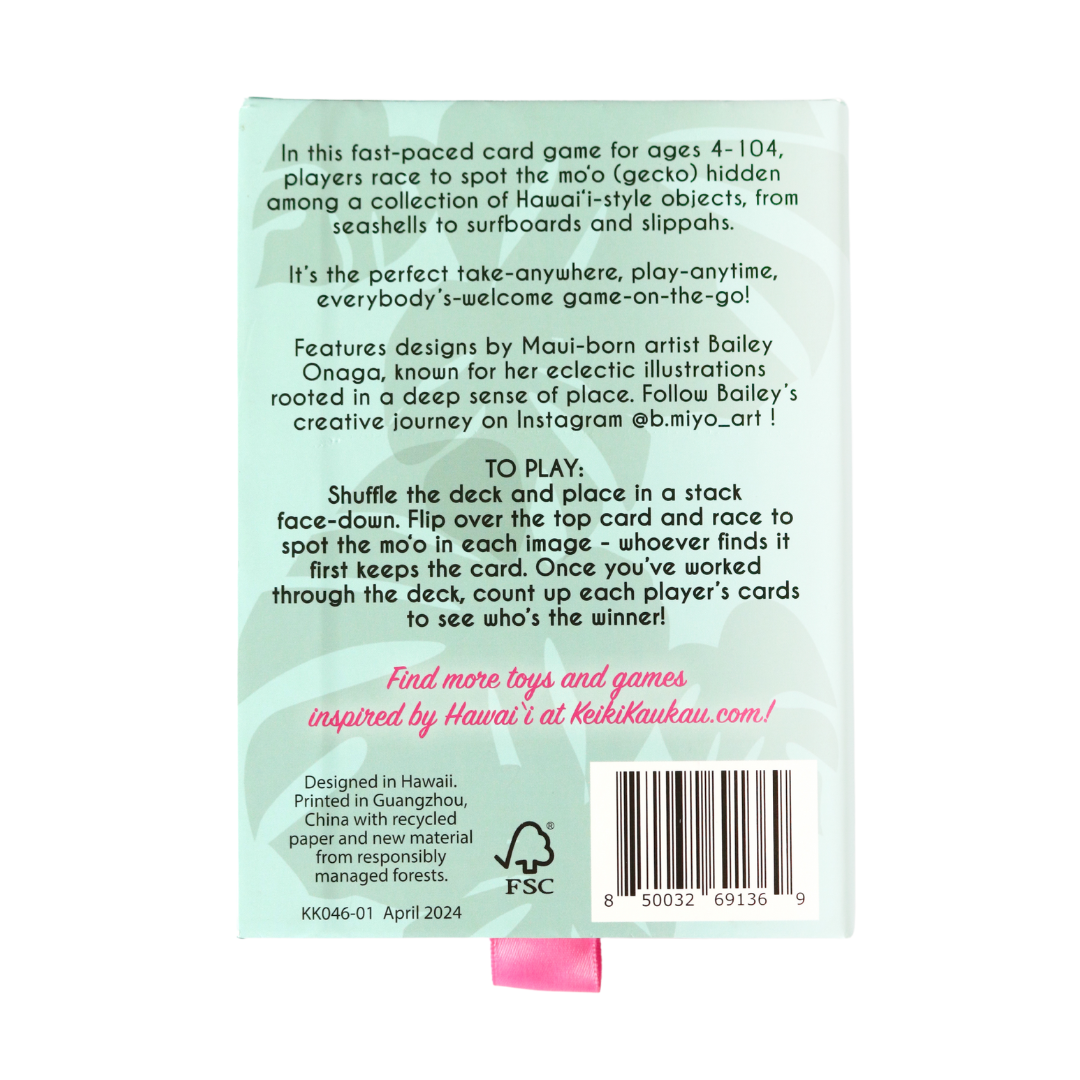 In this fast-paced card game for ages 4-104,
players race to spot the mo‘o (gecko) hidden
among a collection of Hawai‘i-style objects, from
seashells to surfboards and slippahs.
It's the perfect take-anywhere, play-anytime,
everybody's-welcome game-on-the-go!
Features designs by Maui-born artist Bailey
Onaga, known for her eclectic illustrations
rooted in a deep sense of place. Follow Bailey's
creative journey on Instagram @b.miyo_art !
TO PLAY:
Shuffle the deck and place in a stack
face-down. Flip over the top card and race to
spot the mo‘o in each image - whoever finds it
first keeps the card. Once you've worked
through the deck, count up each player's cards
to see who's the winner!
Find more toys and games
inspired by Hawai`i at KeikiKaukau.com!
Designed in Hawaii.
Printed in Guangzhou,
China with recycled
paper and new material
from responsibly
managed forests.
KK046-01 April 2024
®
FSC
8 50032 69136 9